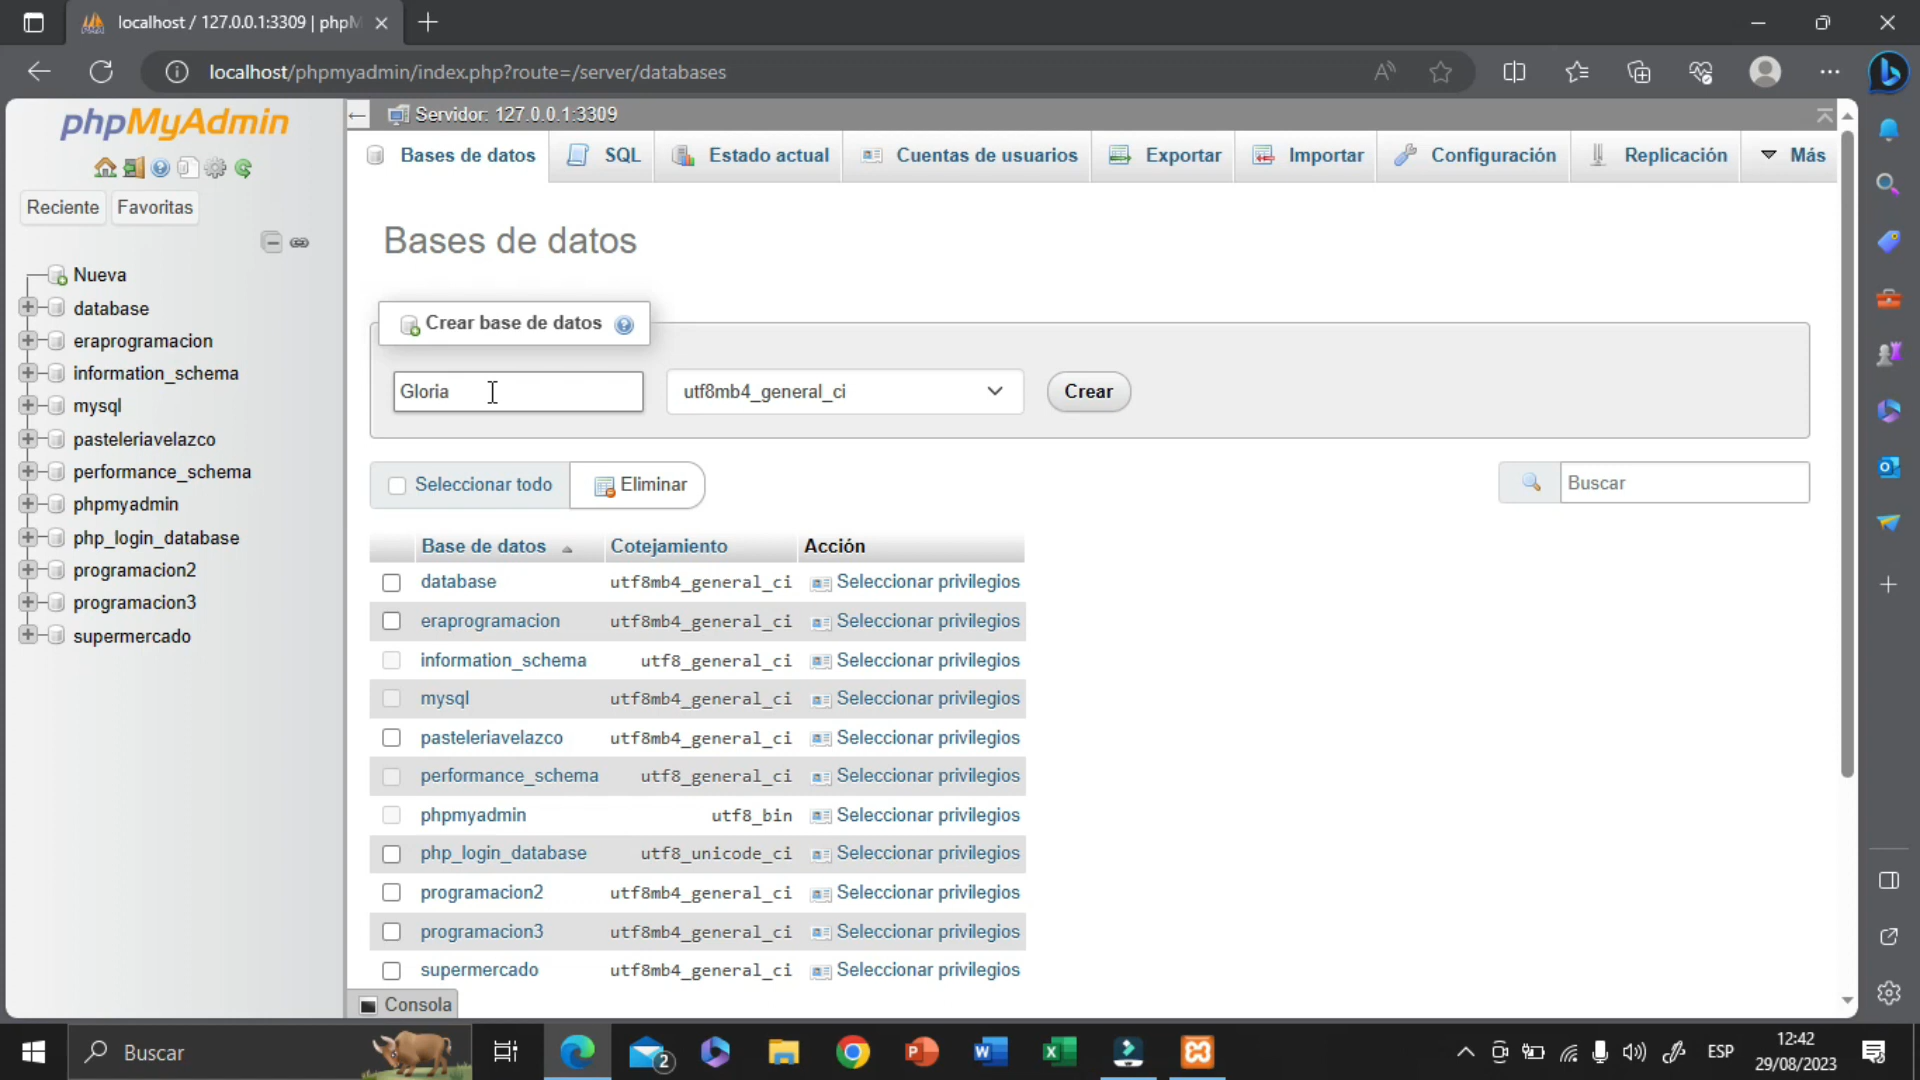 localhost / 127.0.0.1:3309 | phpM
localhost/phpmyadmin/index.php?route=/server/databases
phpMyAdmin
Reciente Favoritas
Nueva
database
eraprogramacion
information_schema
mysql
pasteleriavelazco
performance_schema
phpmyadmin
php_login_database
programacion2
programacion3
supermercado
Servidor: 127.0.0.1:3309
Bases de datos SQL Estado actual Cuentas de usuarios Exportar Importar Configuración Replicación Más
Bases de datos
Crear base de datos
Gloria utf8mb4_general_ci Crear
Seleccionar todo Eliminar Buscar
Base de datos Cotejamiento Acción
database utf8mb4_general_ci Seleccionar privilegios
eraprogramacion utf8mb4_general_ci Seleccionar privilegios
information_schema utf8_general_ci Seleccionar privilegios
mysql utf8mb4_general_ci Seleccionar privilegios
pasteleriavelazco utf8mb4_general_ci Seleccionar privilegios
performance_schema utf8_general_ci Seleccionar privilegios
phpmyadmin utf8_bin Seleccionar privilegios
php_login_database utf8_unicode_ci Seleccionar privilegios
programacion2 utf8mb4_general_ci Seleccionar privilegios
programacion3 utf8mb4_general_ci Seleccionar privilegios
supermercado utf8mb4_general_ci Seleccionar privilegios
Consola
Buscar 2 ESP 12:42
29/08/2023